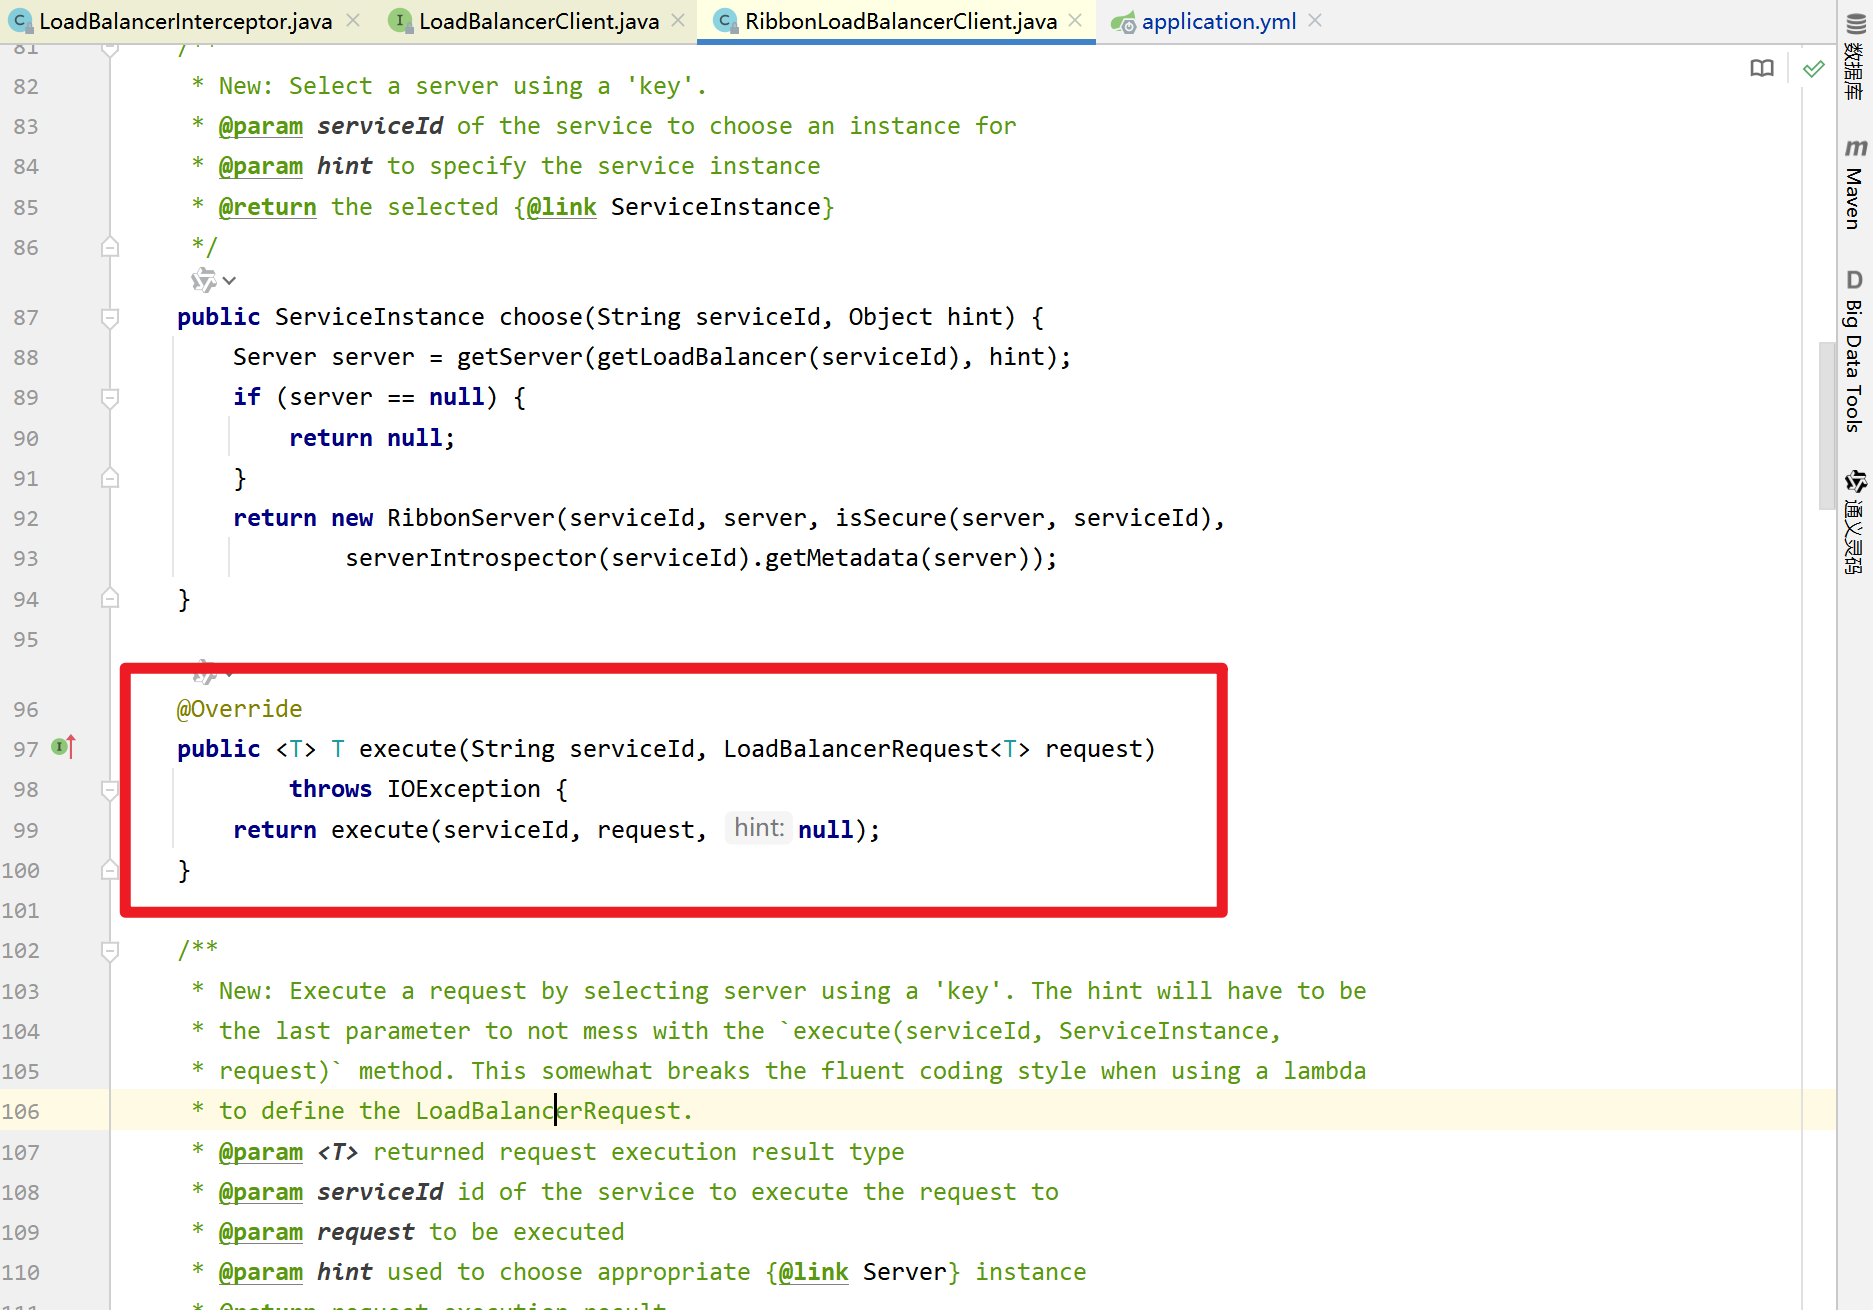 LoadBalancerInterceptor.java LoadBalancerClient.java RibbonLoadBalancerClient.java application.yml
81 /**
82 * New: Select a server using a 'key'.
83 * @param serviceId of the service to choose an instance for
84 * @param hint to specify the service instance
85 * @return the selected {@link ServiceInstance}
86 */
87 public ServiceInstance choose(String serviceId, Object hint) {
88 Server server = getServer(getLoadBalancer(serviceId), hint);
89 if (server == null) {
90 return null;
91 }
92 return new RibbonServer(serviceId, server, isSecure(server, serviceId),
93 serverIntrospector(serviceId).getMetadata(server));
94 }
95
96 @Override
97 public <T> T execute(String serviceId, LoadBalancerRequest<T> request)
98 throws IOException {
99 return execute(serviceId, request, hint: null);
100 }
101
102 /**
103 * New: Execute a request by selecting server using a 'key'. The hint will have to be
104 * the last parameter to not mess with the `execute(serviceId, ServiceInstance,
105 * request)` method. This somewhat breaks the fluent coding style when using a lambda
106 * to define the LoadBalancerRequest.
107 * @param <T> returned request execution result type
108 * @param serviceId id of the service to execute the request to
109 * @param request to be executed
110 * @param hint used to choose appropriate {@link Server} instance
111 * @return request execution result
数据库
m Maven
D Big Data Tools
通义灵码